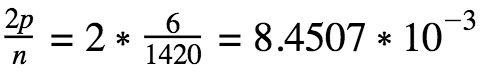 2p/n = 2 * 6/1420 = 8.4507 * 10^−3